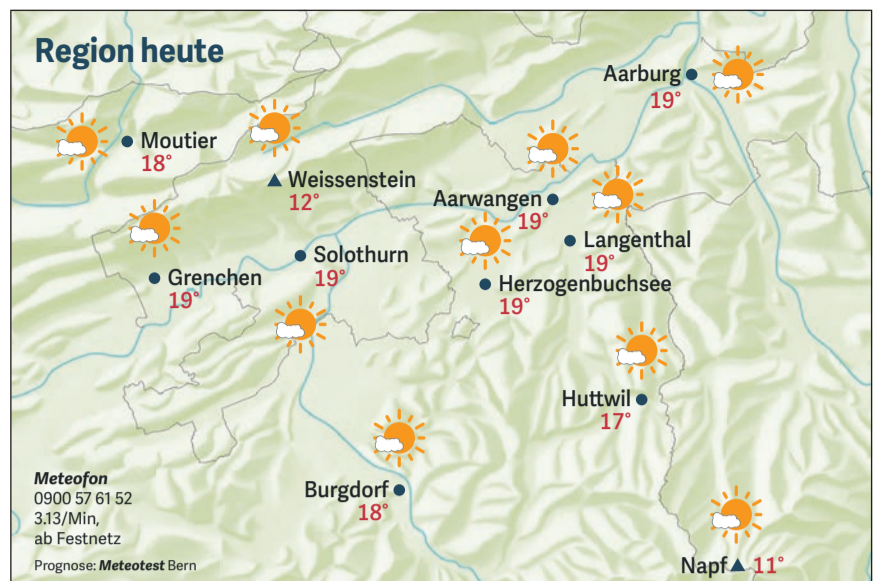 Region heute
Aarburg
19°
Moutier
18°
Weissenstein
12°
Aarwangen
19°
Langenthal
19°
Solothurn
19°
Grenchen
19°
Herzogenbuchsee
19°
Huttwil
17°
Burgdorf
18°
Napf 11°
Meteofon
0900 57 61 52
3.13/Min,
ab Festnetz
Prognose: Meteotest Bern